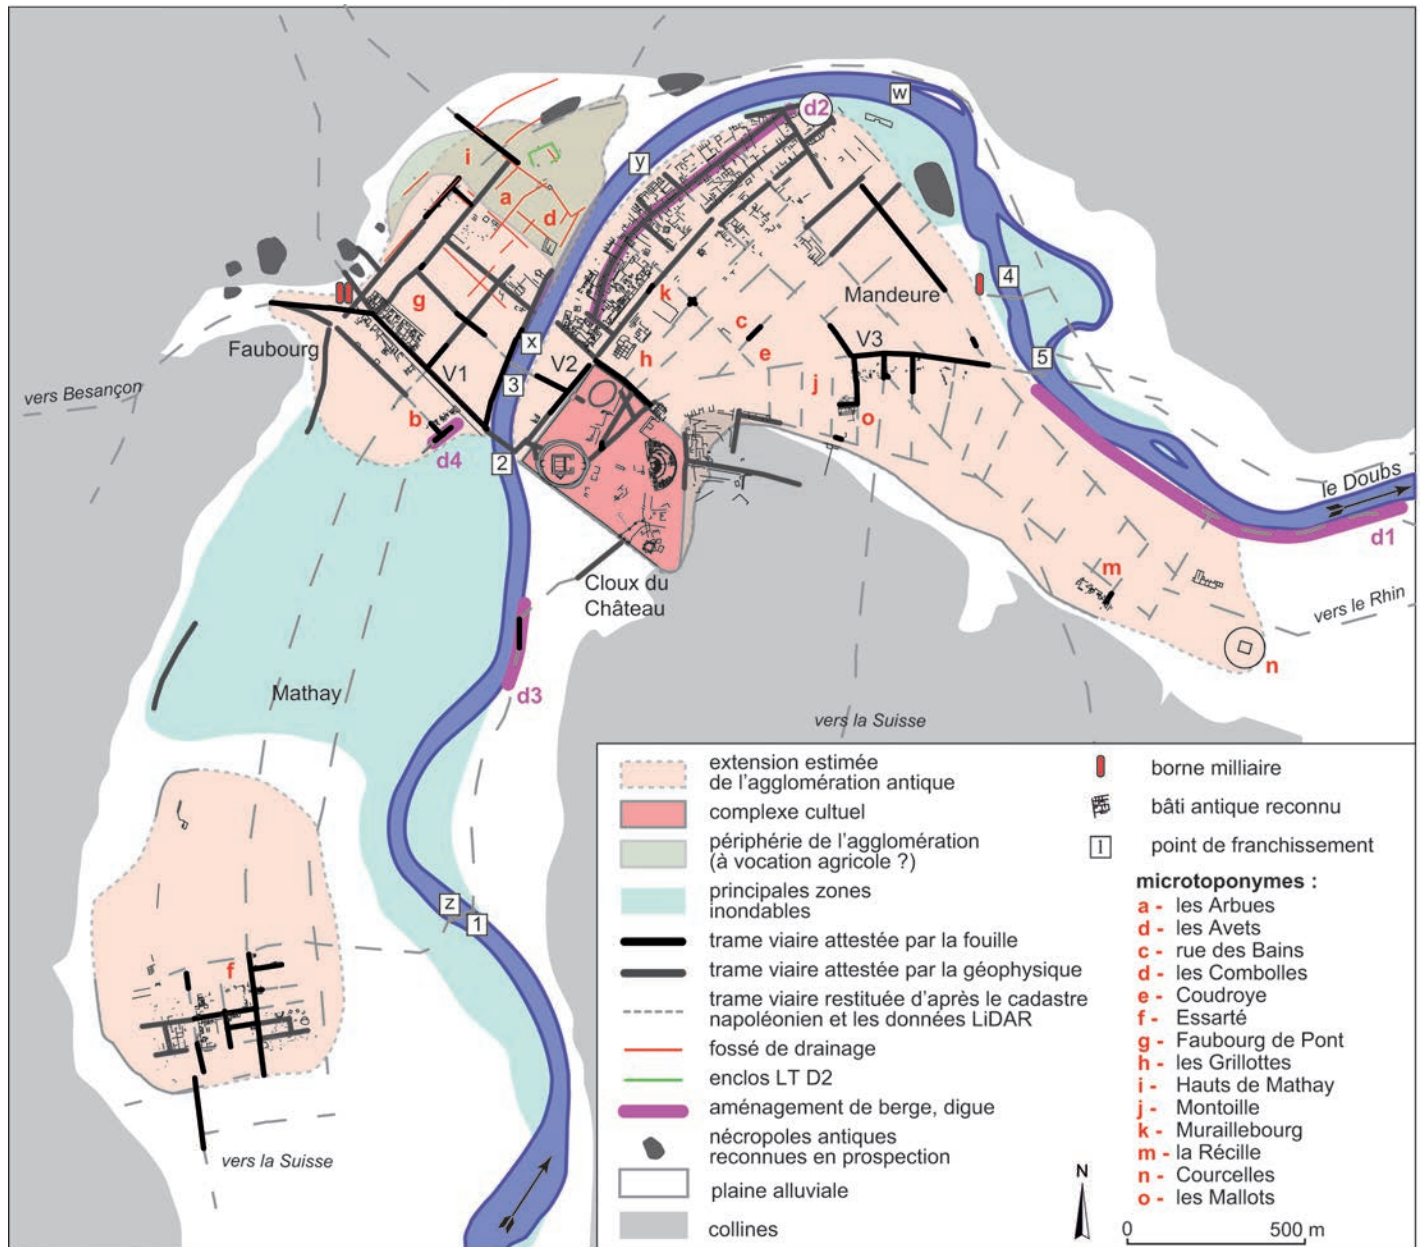 w
d2
y
i
a
d
4
Mandeure
k
g
c
x
V3
5
Faubourg
h
e
V2
V1
3
j
vers Besançon
b
o
d4
2
le Doubs
d1
m
Cloux du
Château
vers le Rhin
n
d3
Mathay
vers la Suisse
z
1
f
vers la Suisse
extension estimée
de l'agglomération antique
complexe cultuel
périphérie de l'agglomération
(à vocation agricole ?)
principales zones
inondables
trame viaire attestée par la fouille
trame viaire attestée par la géophysique
trame viaire restituée d'après le cadastre
napoléonien et les données LiDAR
fossé de drainage
enclos LT D2
aménagement de berge, digue
nécropoles antiques
reconnues en prospection
plaine alluviale
collines
borne milliaire
bâti antique reconnu
1 point de franchissement
microtoponymes :
a - les Arbues
d - les Avets
c - rue des Bains
d - les Combolles
e - Coudroye
f - Essarté
g - Faubourg de Pont
h - les Grillottes
i - Hauts de Mathay
j - Montoille
k - Muraillebourg
m - la Récille
n - Courcelles
o - les Mallots
N
0 500 m